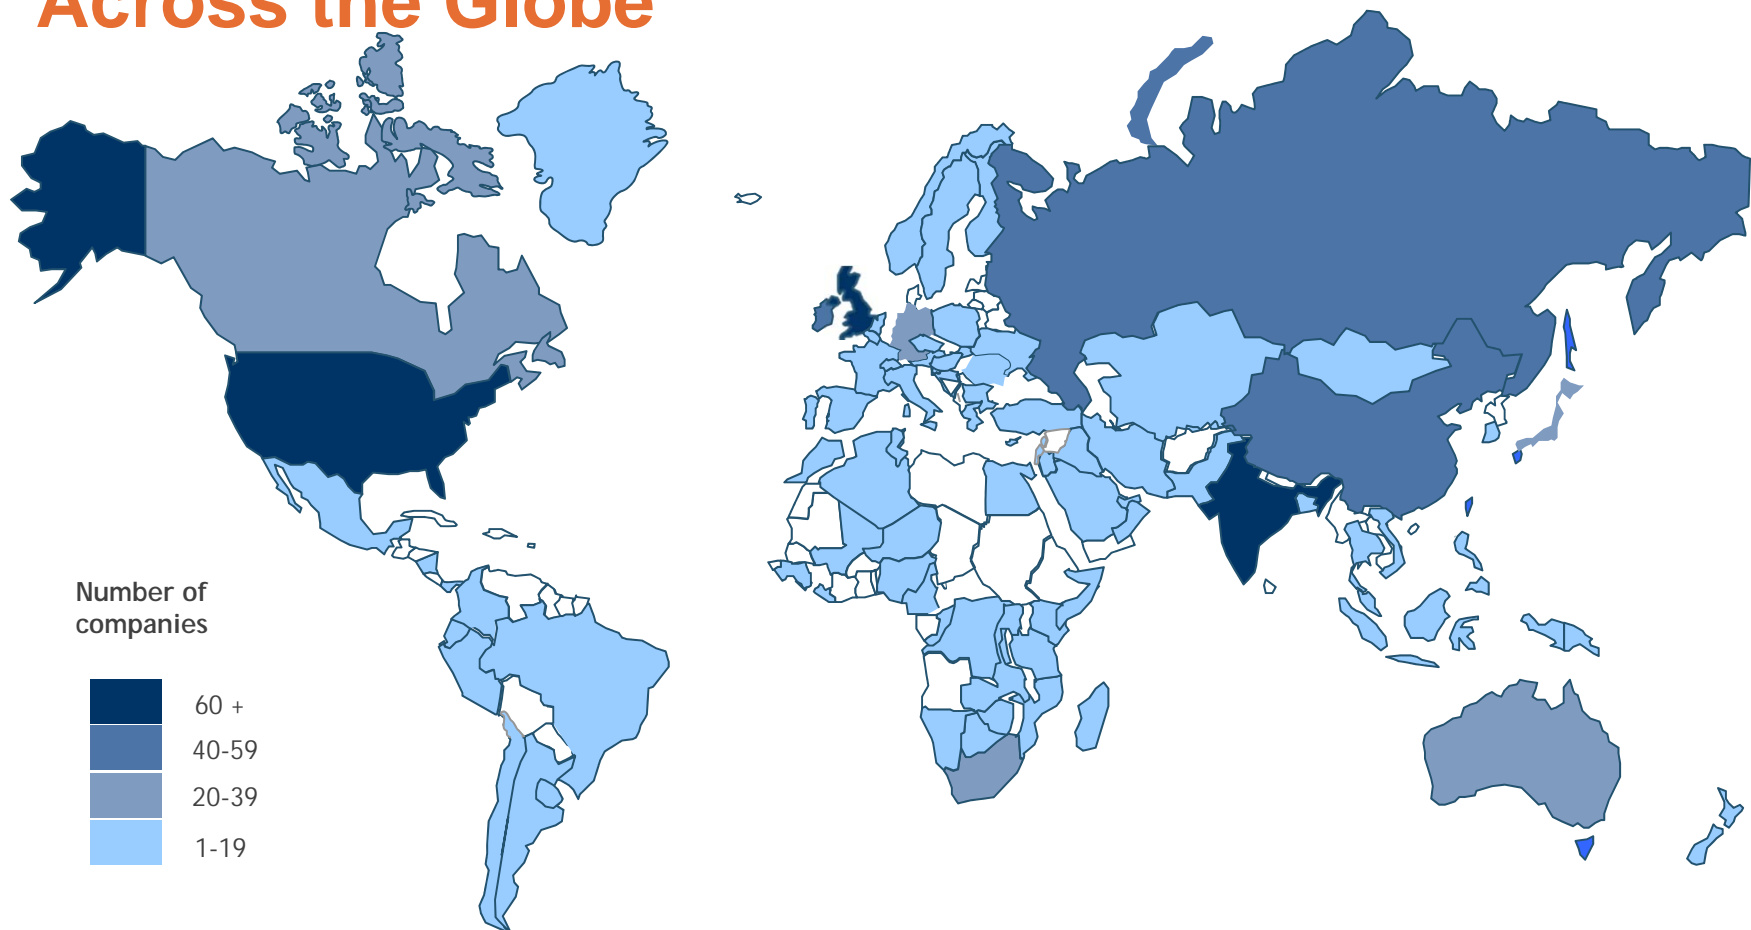 Across the Globe
Number of
companies
60 +
40-59
20-39
1-19